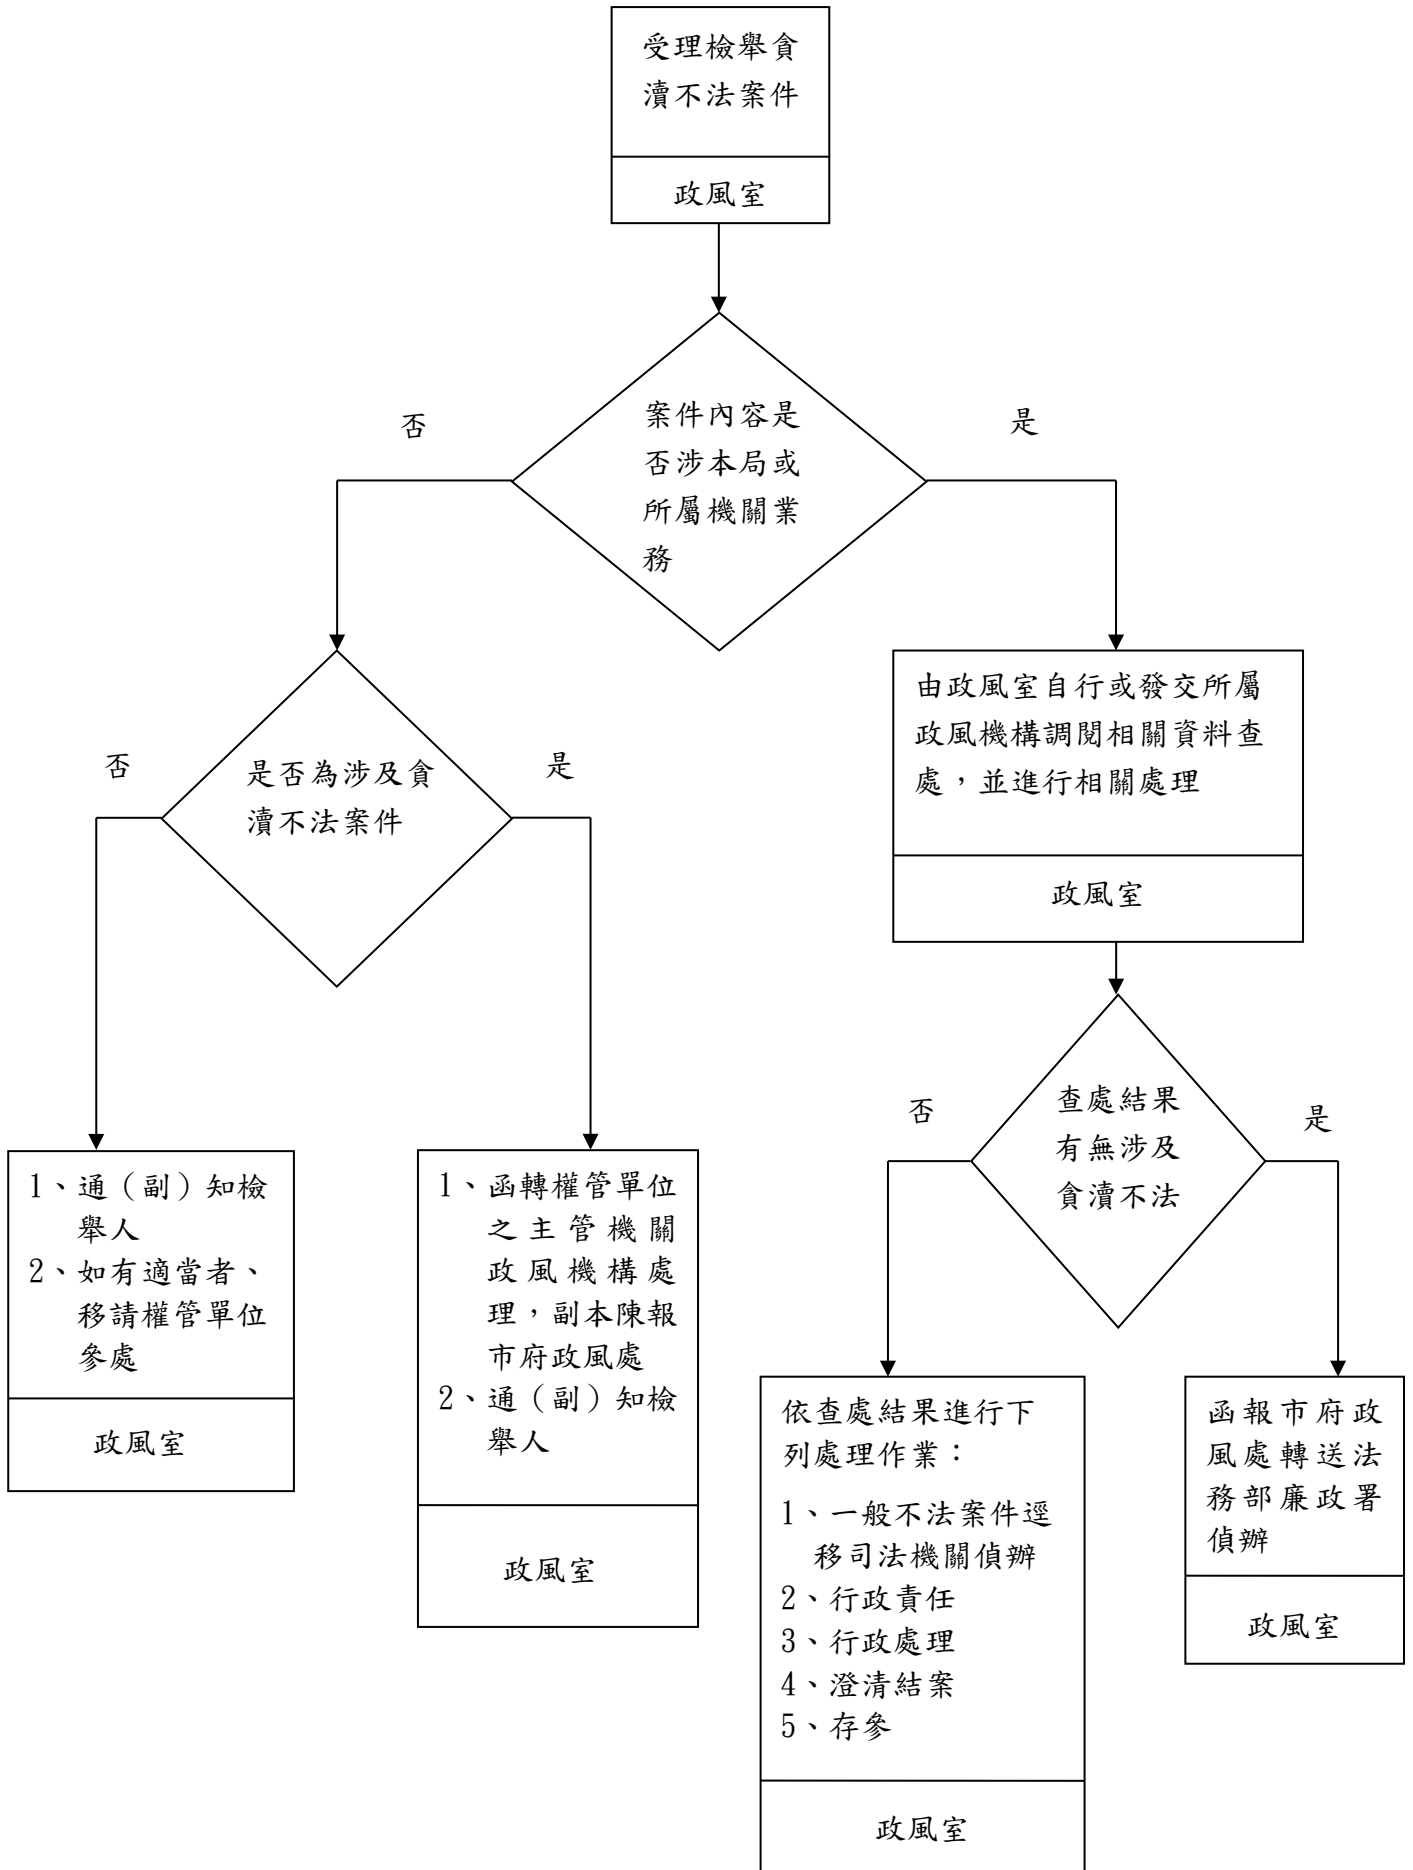 受理檢舉貪
瀆不法案件
政風室
案件內容是
否涉本局或
所屬機關業
務
否
是
是否為涉及貪
瀆不法案件
否
是
由政風室自行或發交所屬
政風機構調閱相關資料查
處，並進行相關處理
政風室
查處結果
有無涉及
貪瀆不法
否
是
1、通（副）知檢
舉人
2、如有適當者、
移請權管單位
參處
政風室
1、函轉權管單位
之主管機關
政風機構處
理，副本陳報
市府政風處
2、通（副）知檢
舉人
政風室
依查處結果進行下
列處理作業：
1、一般不法案件逕
移司法機關偵辦
2、行政責任
3、行政處理
4、澄清結案
5、存參
政風室
函報市府政
風處轉送法
務部廉政署
偵辦
政風室